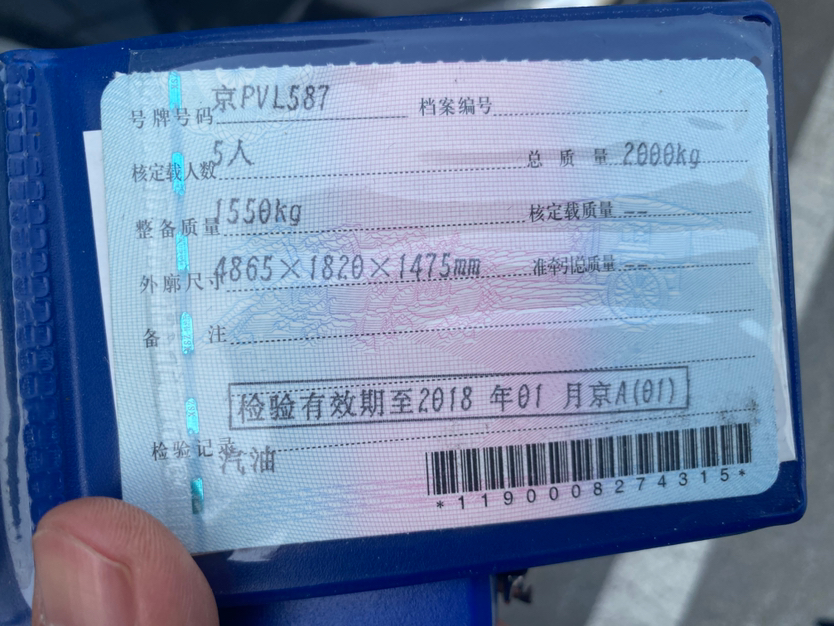 号牌号码 京PVL587 档案编号
核定载人数 5人 总质量 2000kg
整备质量 1550kg 核定载质量 --
外廓尺寸 4865×1820×1475mm 准牵引总质量 --
备注
检验有效期至2018 年01 月京A(01)
检验记录
汽油
*1190008274315*